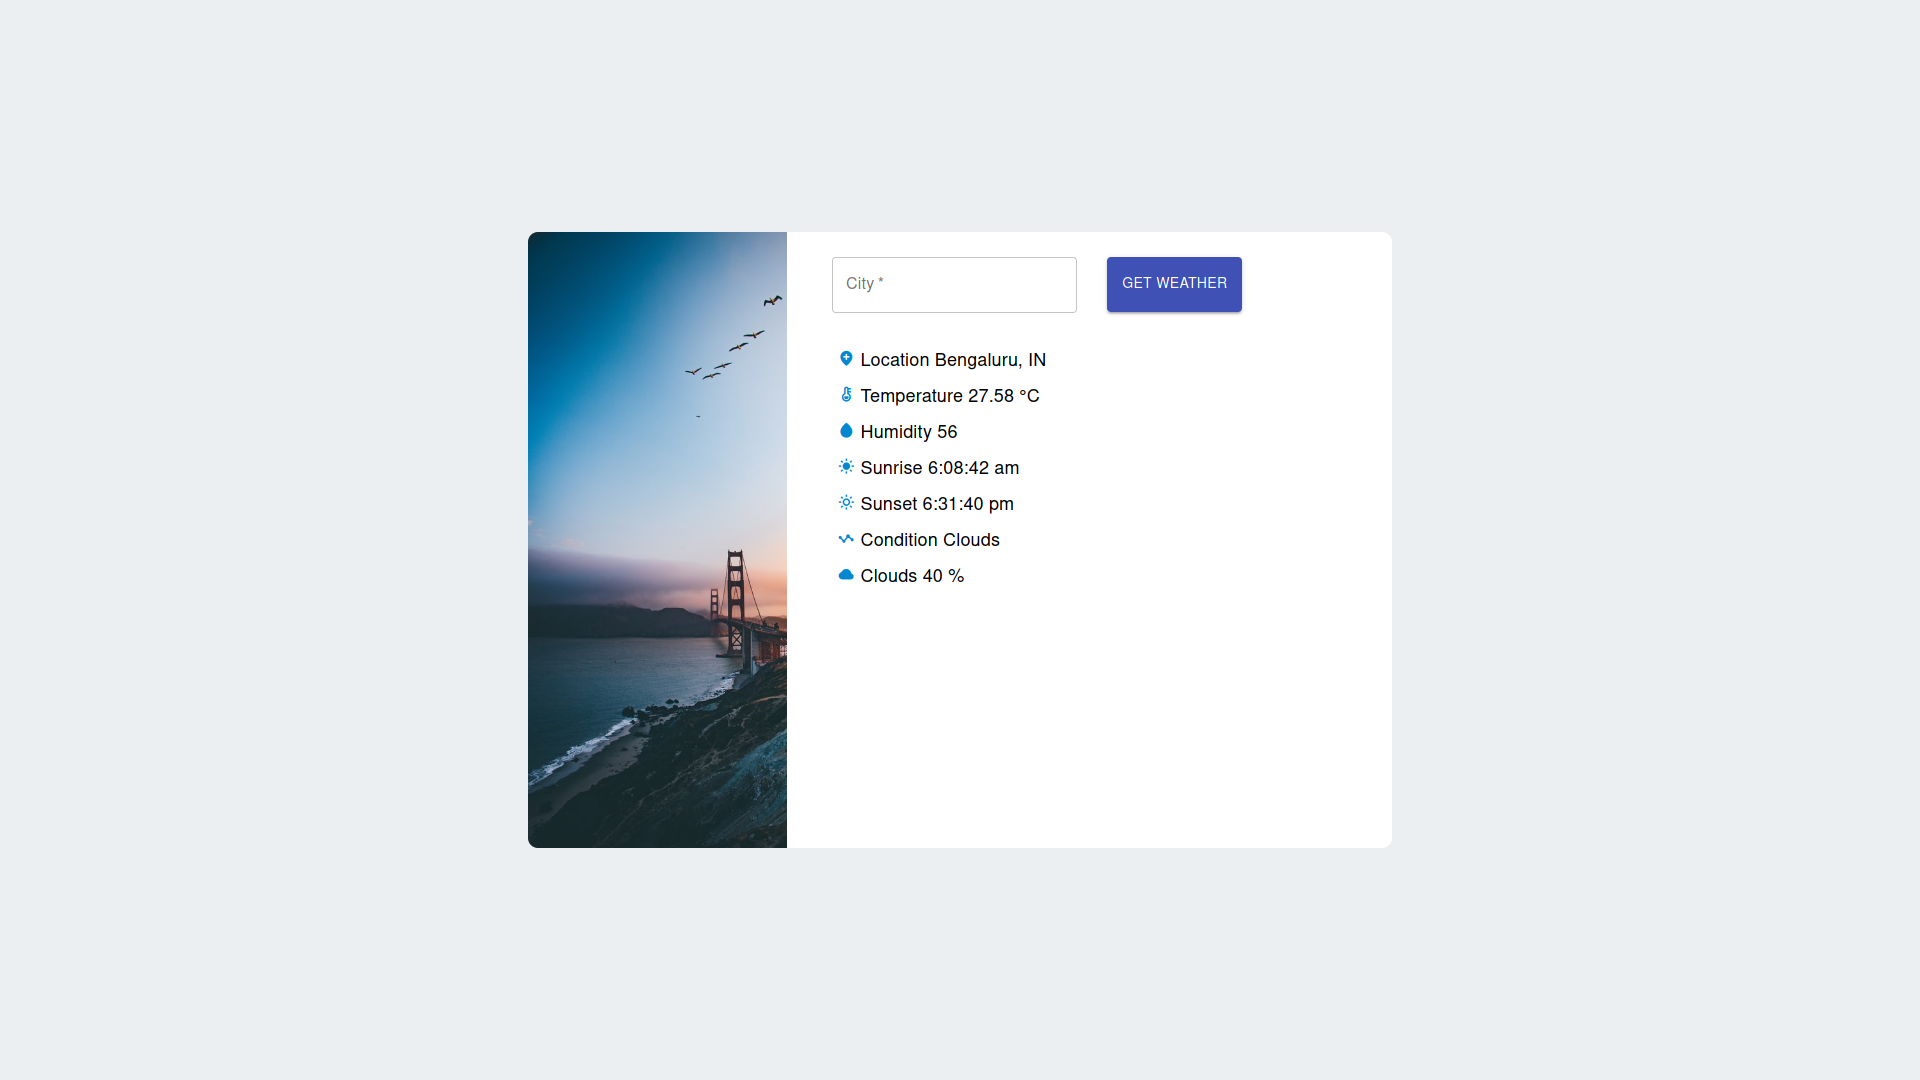 City *
GET WEATHER
Location Bengaluru, IN
Temperature 27.58 °C
Humidity 56
Sunrise 6:08:42 am
Sunset 6:31:40 pm
Condition Clouds
Clouds 40 %